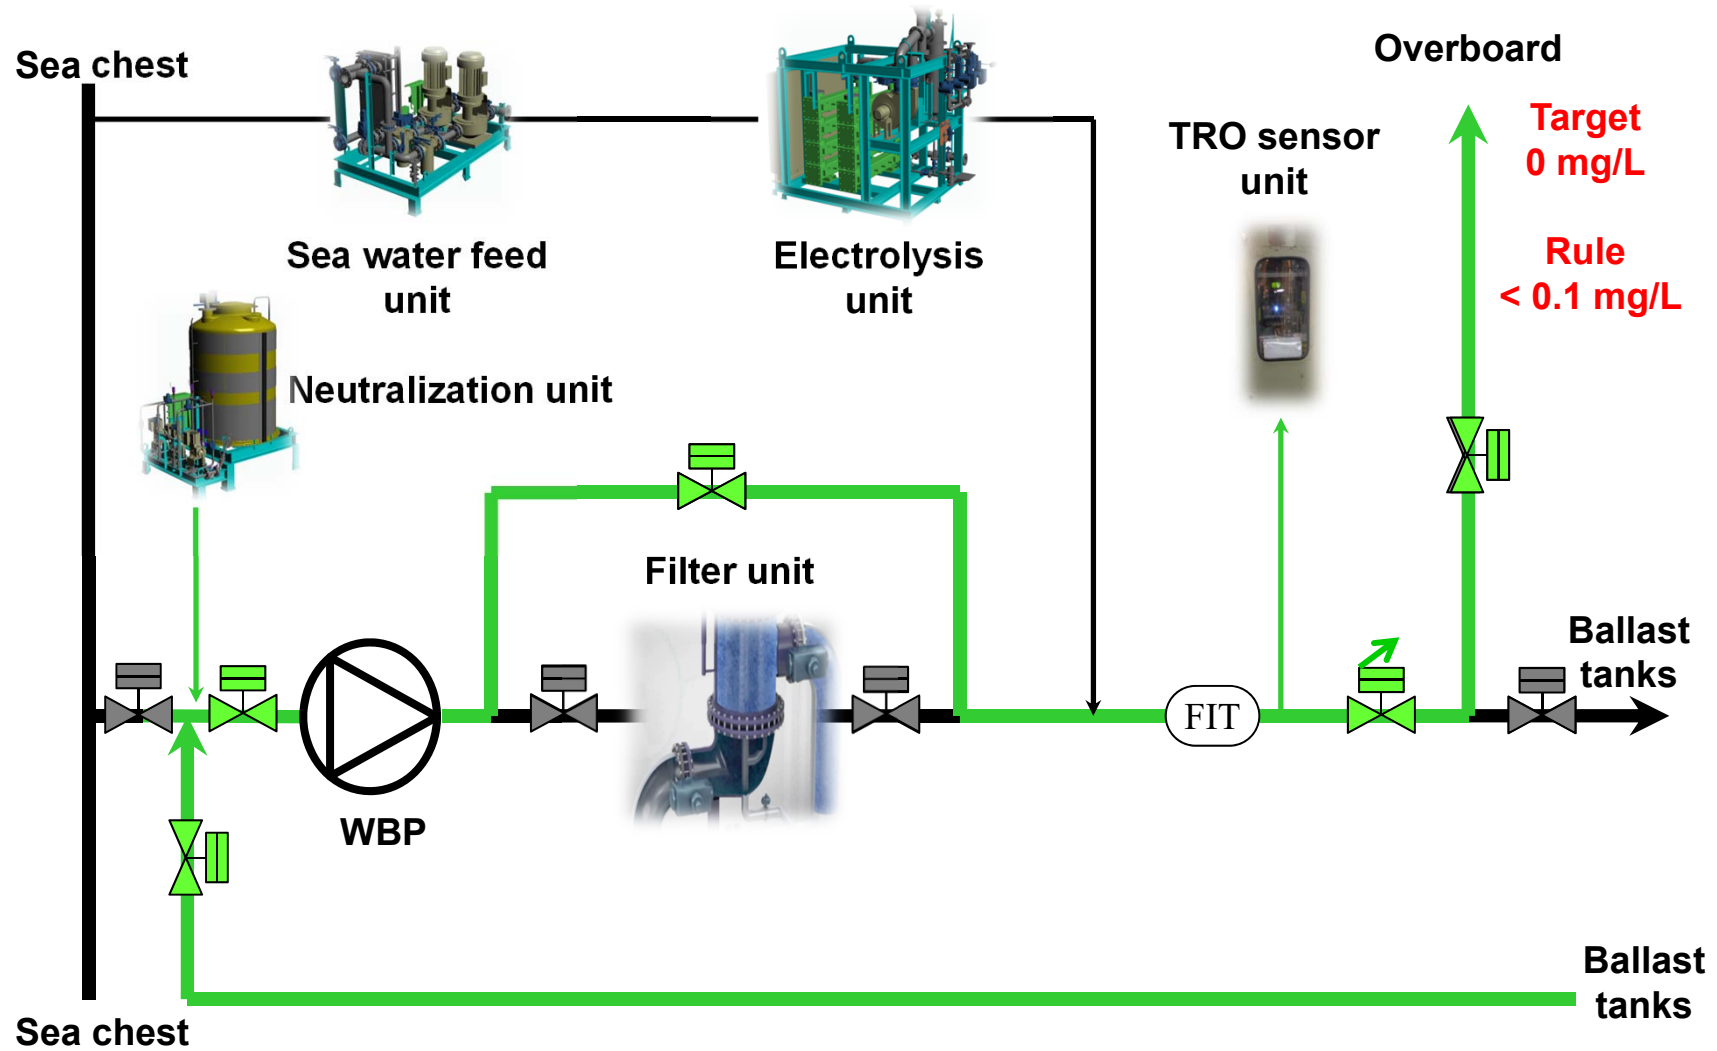 Sea chest
Overboard
Target
0 mg/L
TRO sensor
unit
Rule
< 0.1 mg/L
Sea water feed
unit
Electrolysis
unit
Neutralization unit
Filter unit
Ballast
tanks
FIT
WBP
Ballast
tanks
Sea chest